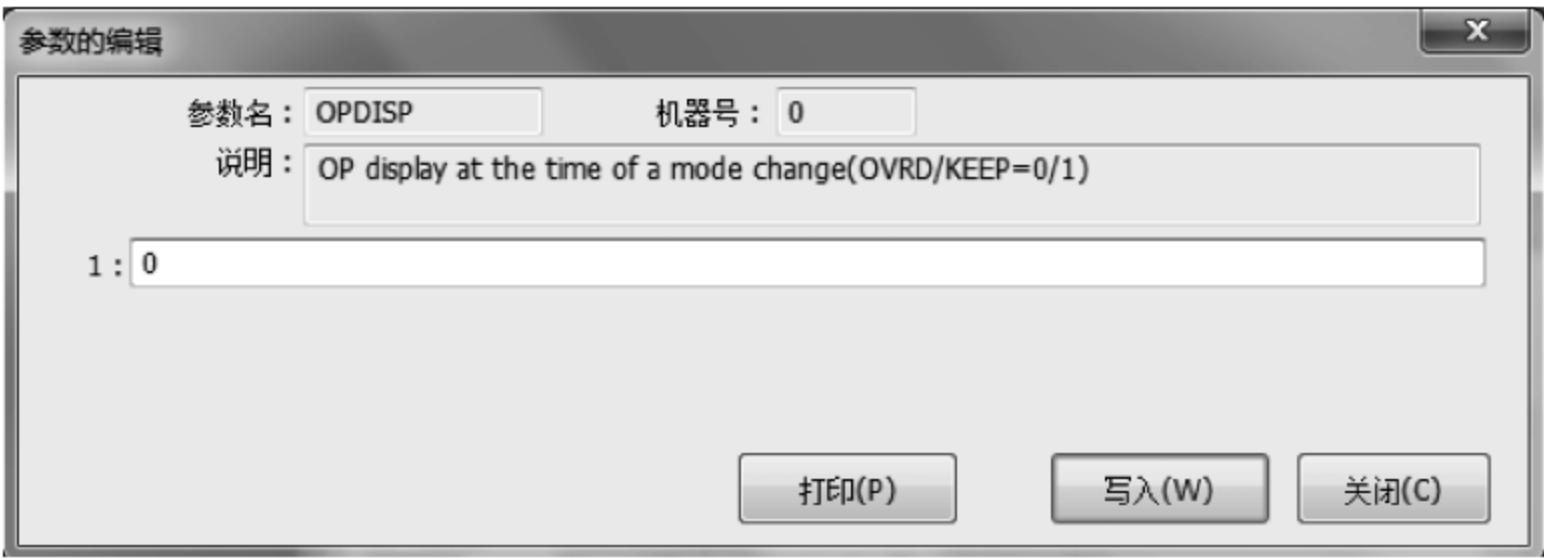 参数的编辑
x
参数名： OPDISP 机器号： 0
说明： OP display at the time of a mode change(OVRD/KEEP=0/1)
1： 0
打印(P) 写入(W) 关闭(C)